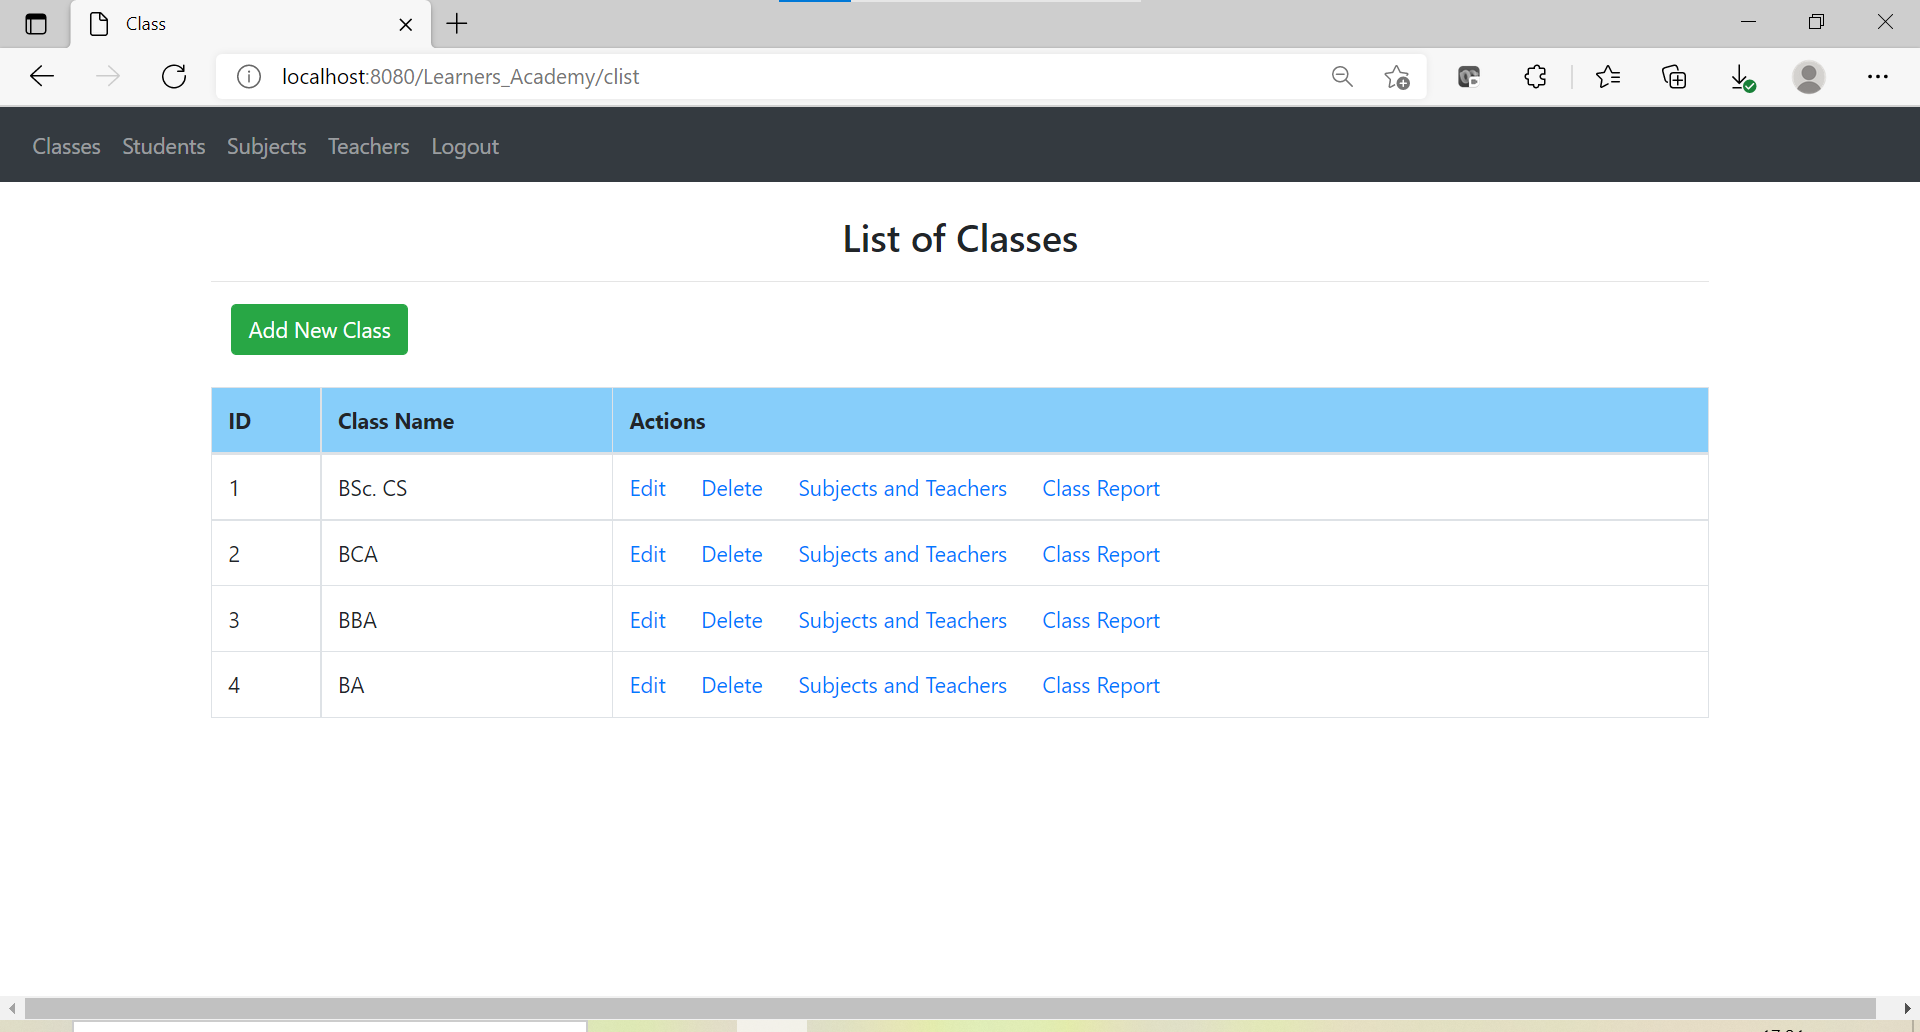 Class
localhost:8080/Learners_Academy/clist
Classes Students Subjects Teachers Logout
List of Classes
Add New Class
ID Class Name Actions
1 BSc. CS Edit Delete Subjects and Teachers Class Report
2 BCA Edit Delete Subjects and Teachers Class Report
3 BBA Edit Delete Subjects and Teachers Class Report
4 BA Edit Delete Subjects and Teachers Class Report